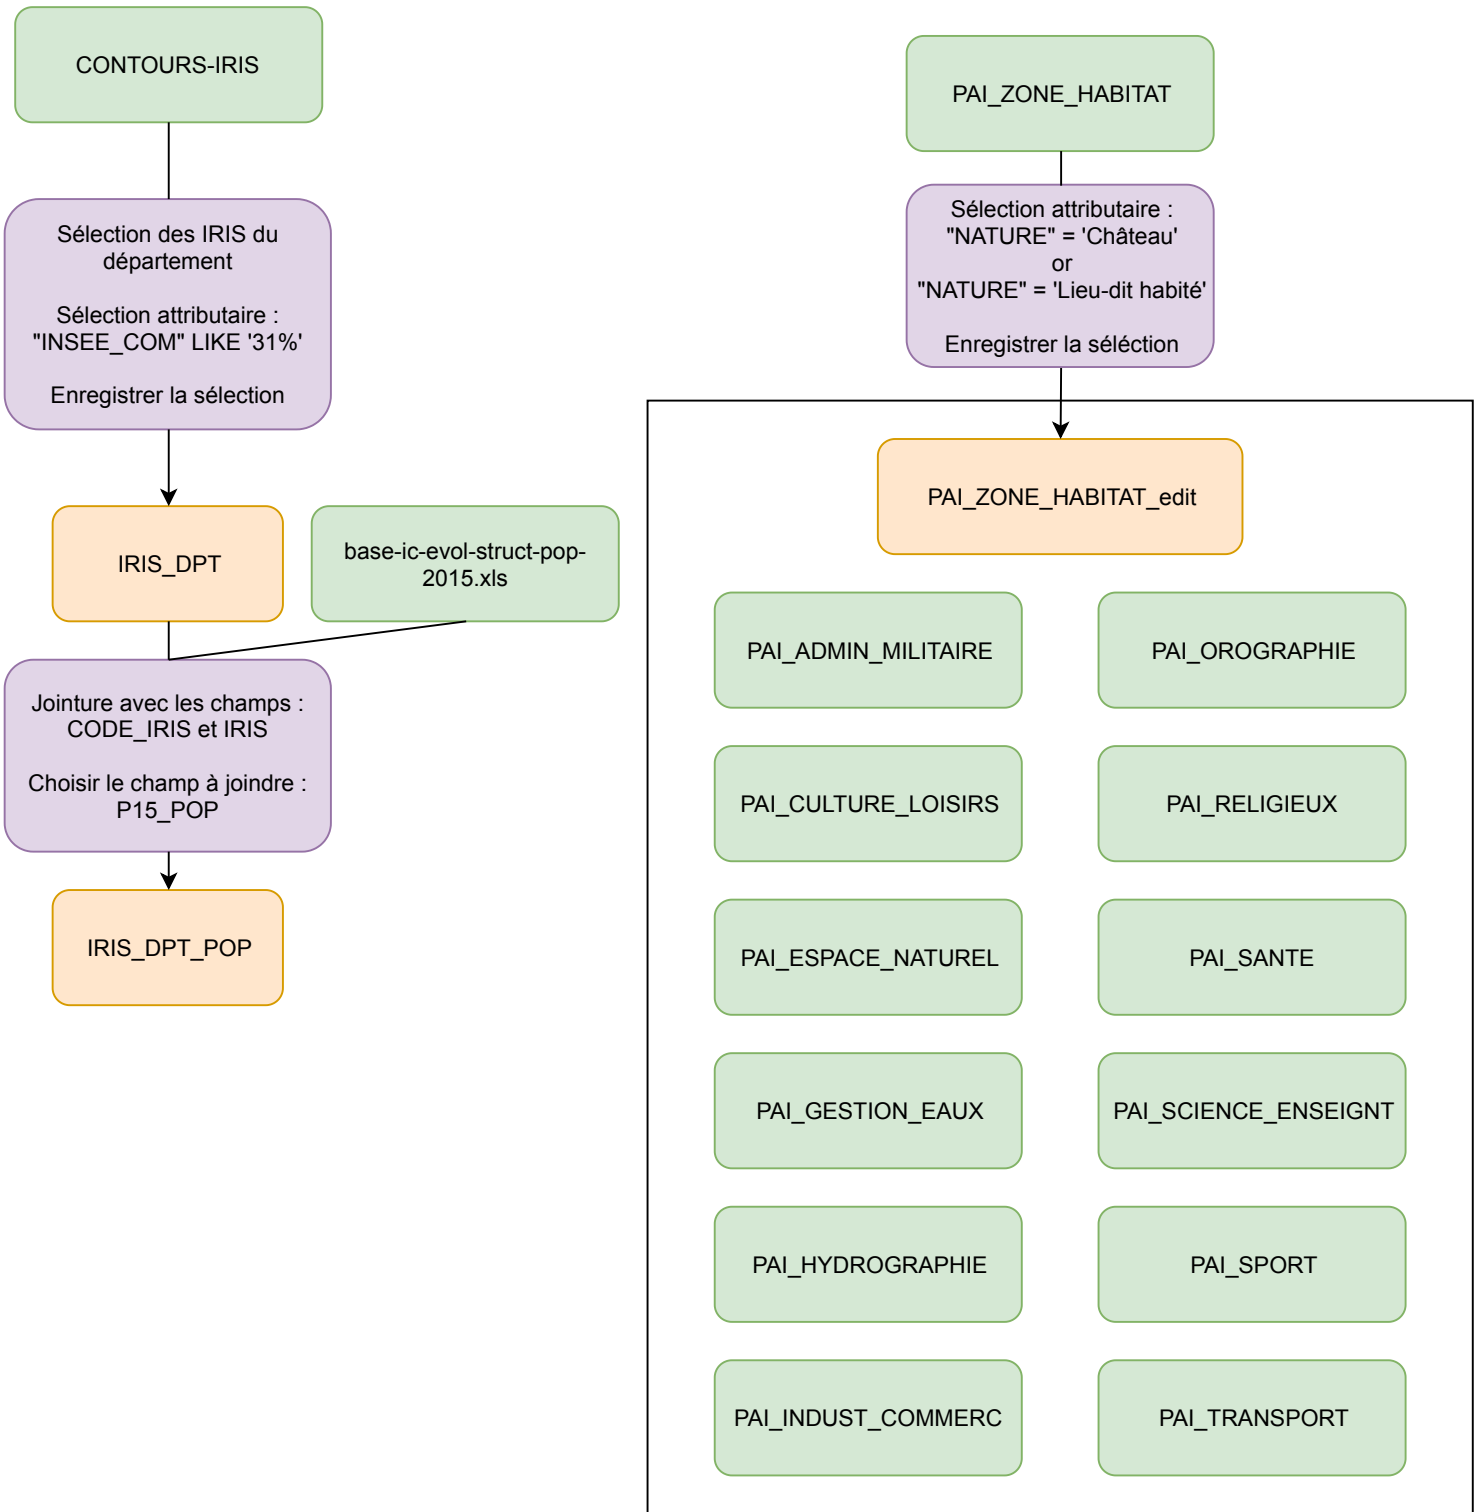 CONTOURS-IRIS
Sélection des IRIS du
département
Sélection attributaire :
"INSEE_COM" LIKE '31%'
Enregistrer la sélection
IRIS_DPT
base-ic-evol-struct-pop-
2015.xls
Jointure avec les champs :
CODE_IRIS et IRIS
Choisir le champ à joindre :
P15_POP
IRIS_DPT_POP
PAI_ZONE_HABITAT
Sélection attributaire :
"NATURE" = 'Château'
or
"NATURE" = 'Lieu-dit habité'
Enregistrer la séléction
PAI_ZONE_HABITAT_edit
PAI_ADMIN_MILITAIRE
PAI_OROGRAPHIE
PAI_CULTURE_LOISIRS
PAI_RELIGIEUX
PAI_ESPACE_NATUREL
PAI_SANTE
PAI_GESTION_EAUX
PAI_SCIENCE_ENSEIGNT
PAI_HYDROGRAPHIE
PAI_SPORT
PAI_INDUST_COMMERC
PAI_TRANSPORT